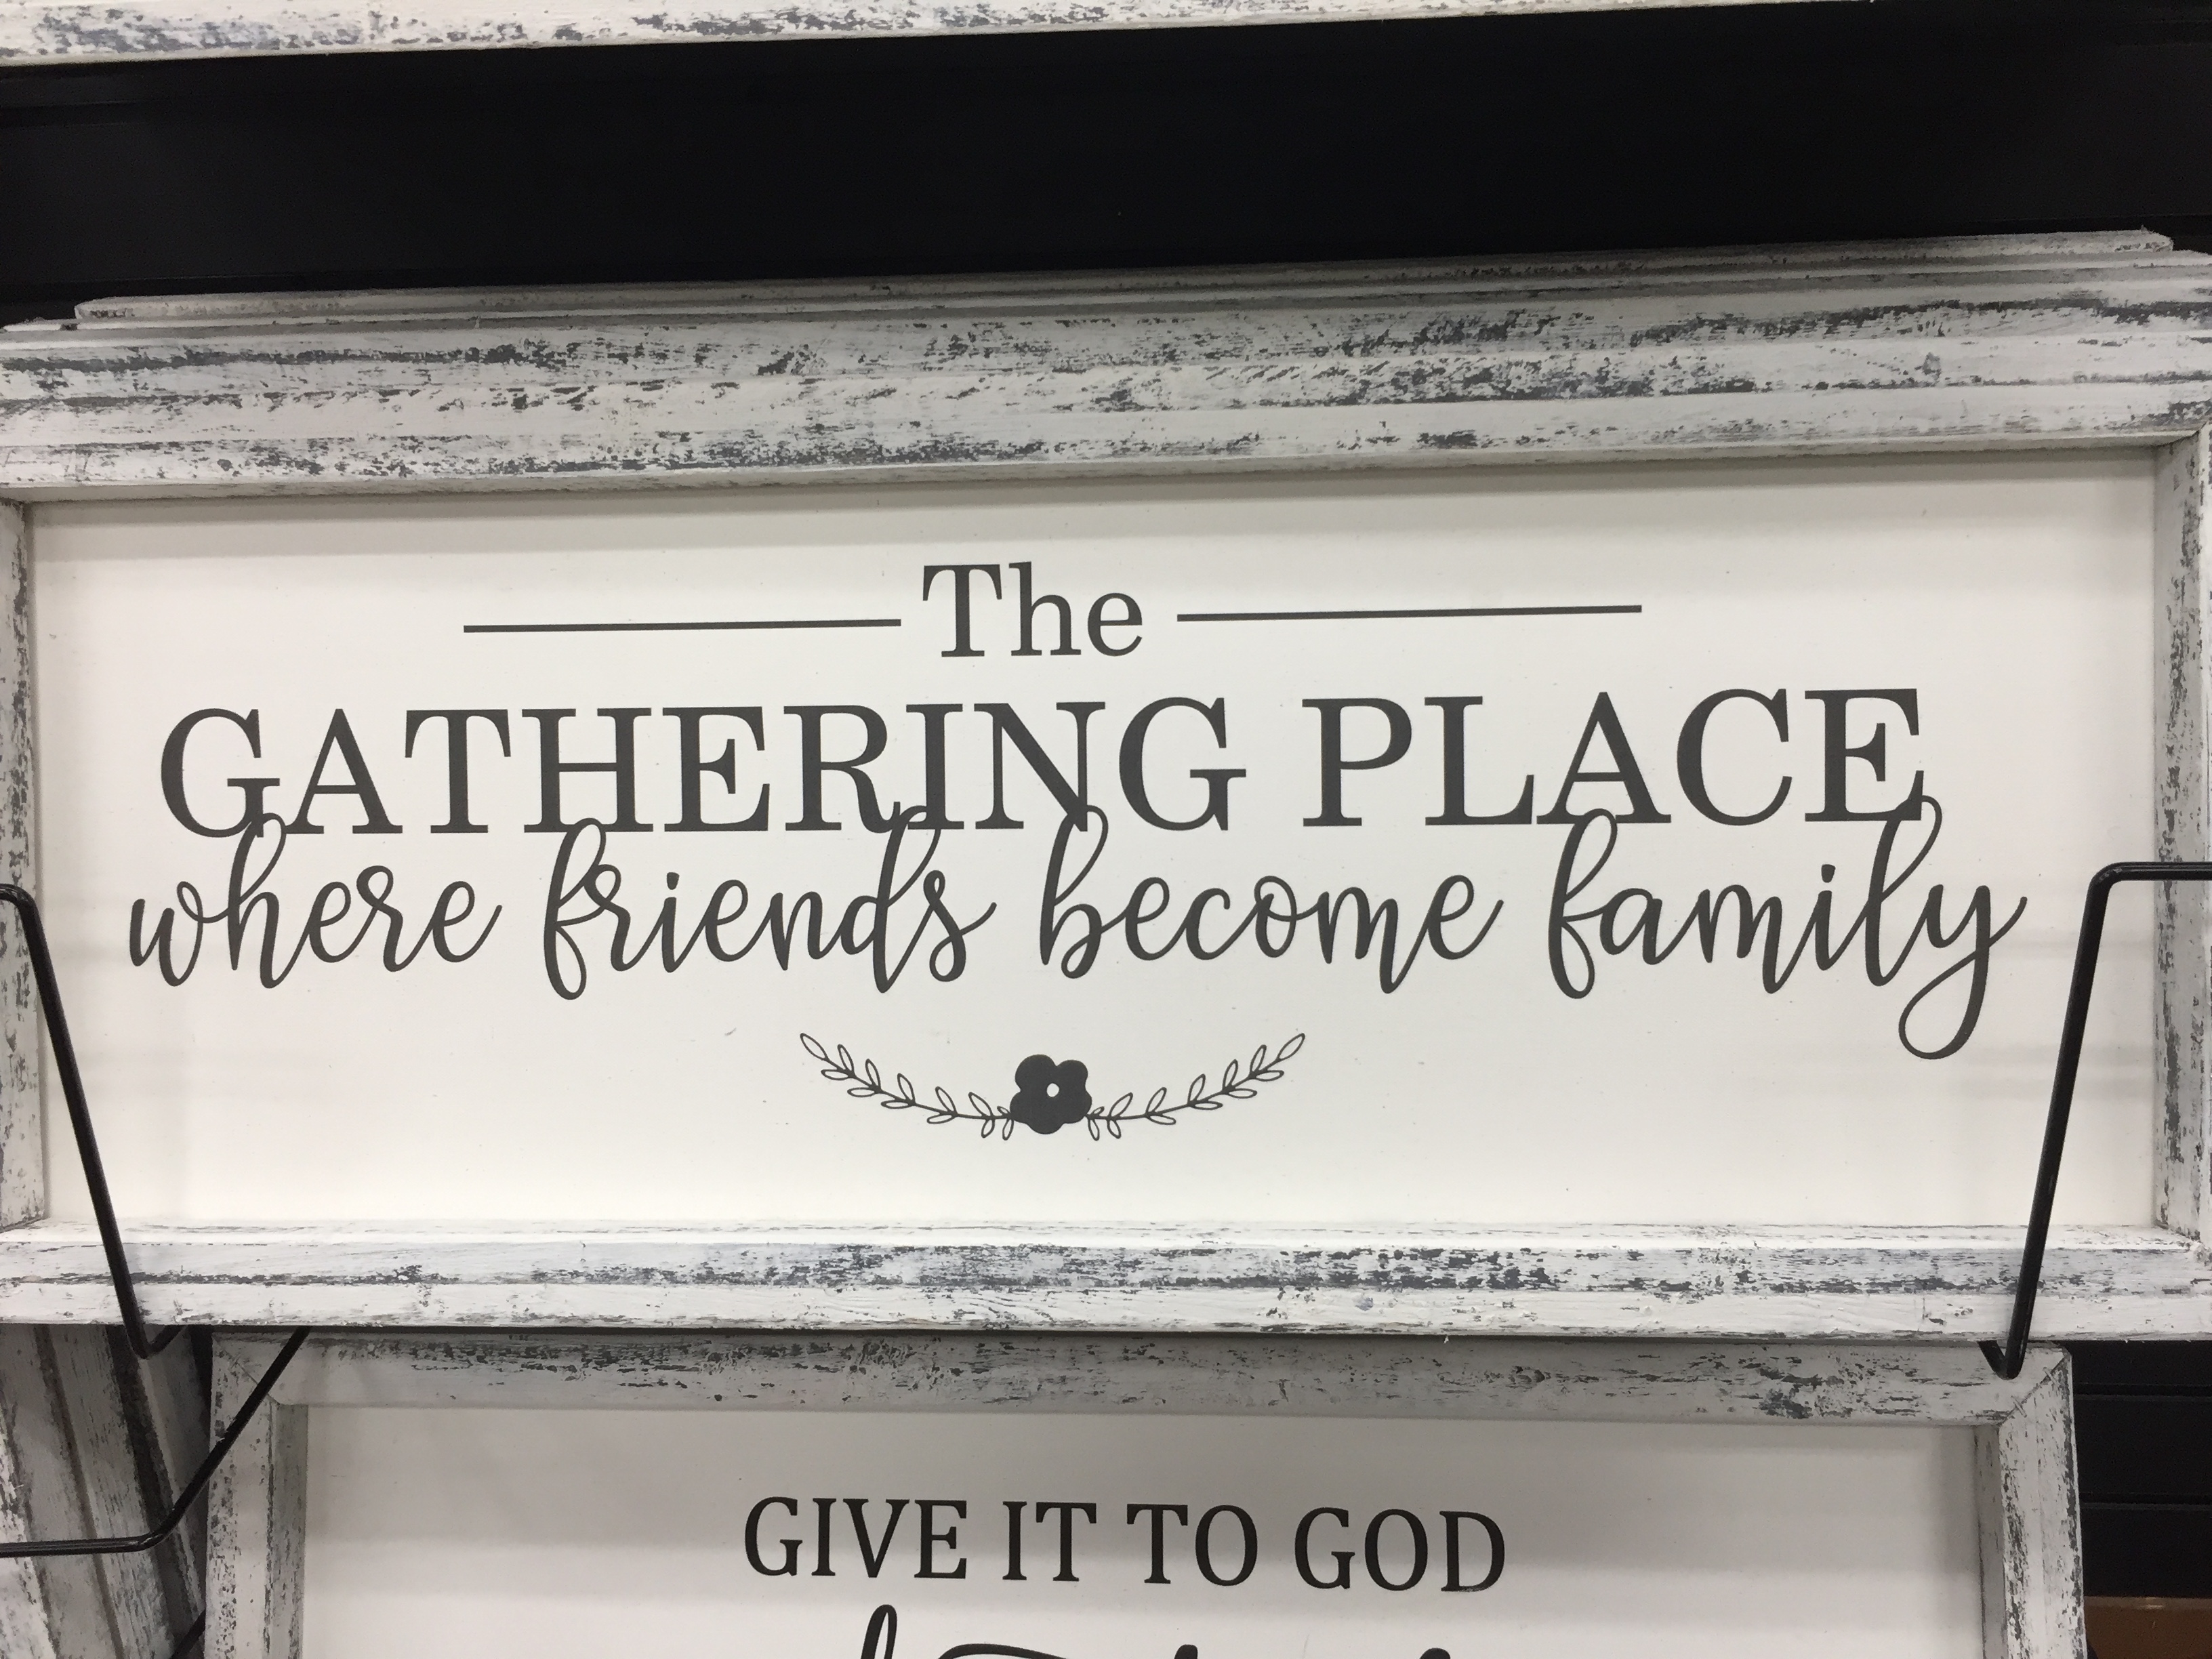 The
GATHERING PLACE
where friends become family
GIVE IT TO GOD